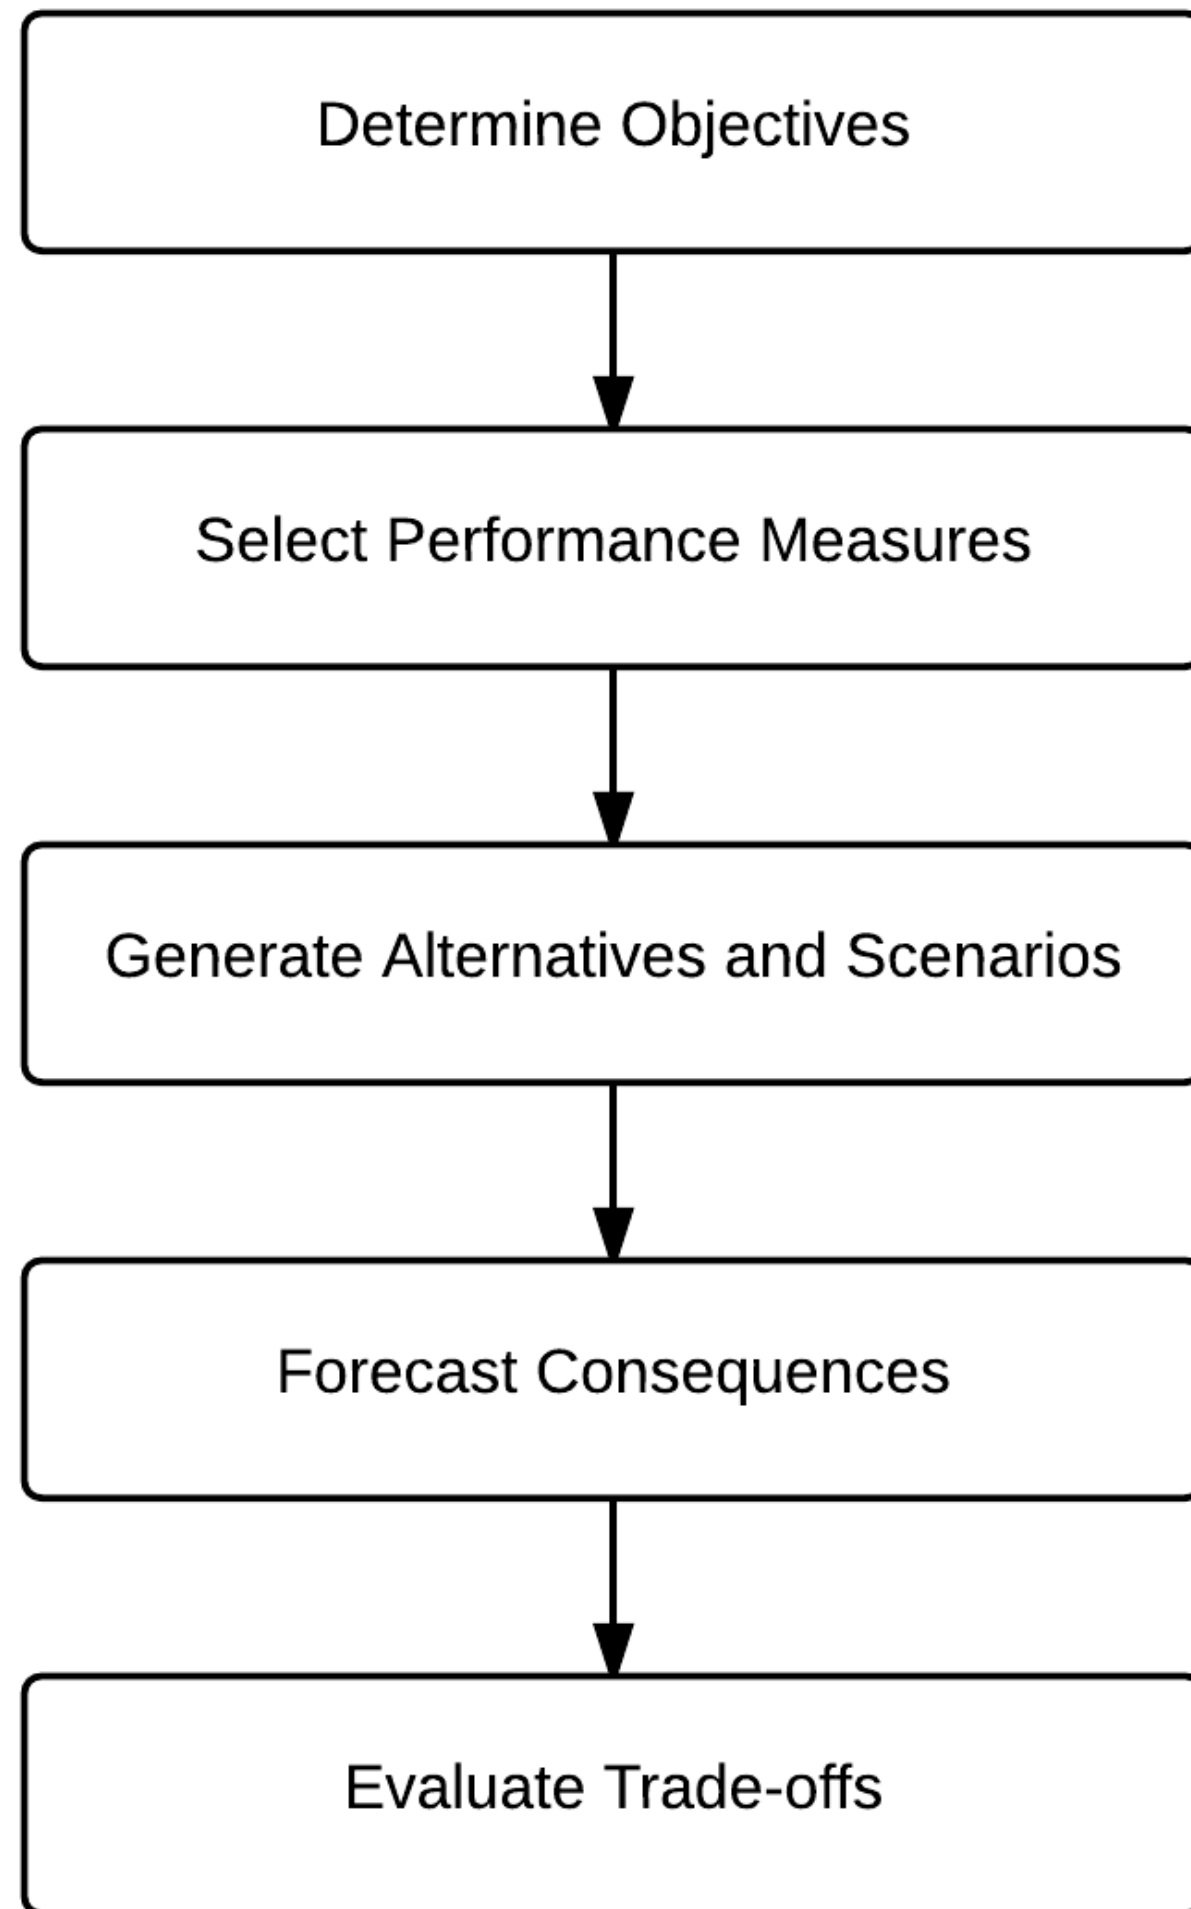 Determine Objectives
Select Performance Measures
Generate Alternatives and Scenarios
Forecast Consequences
Evaluate Trade-offs